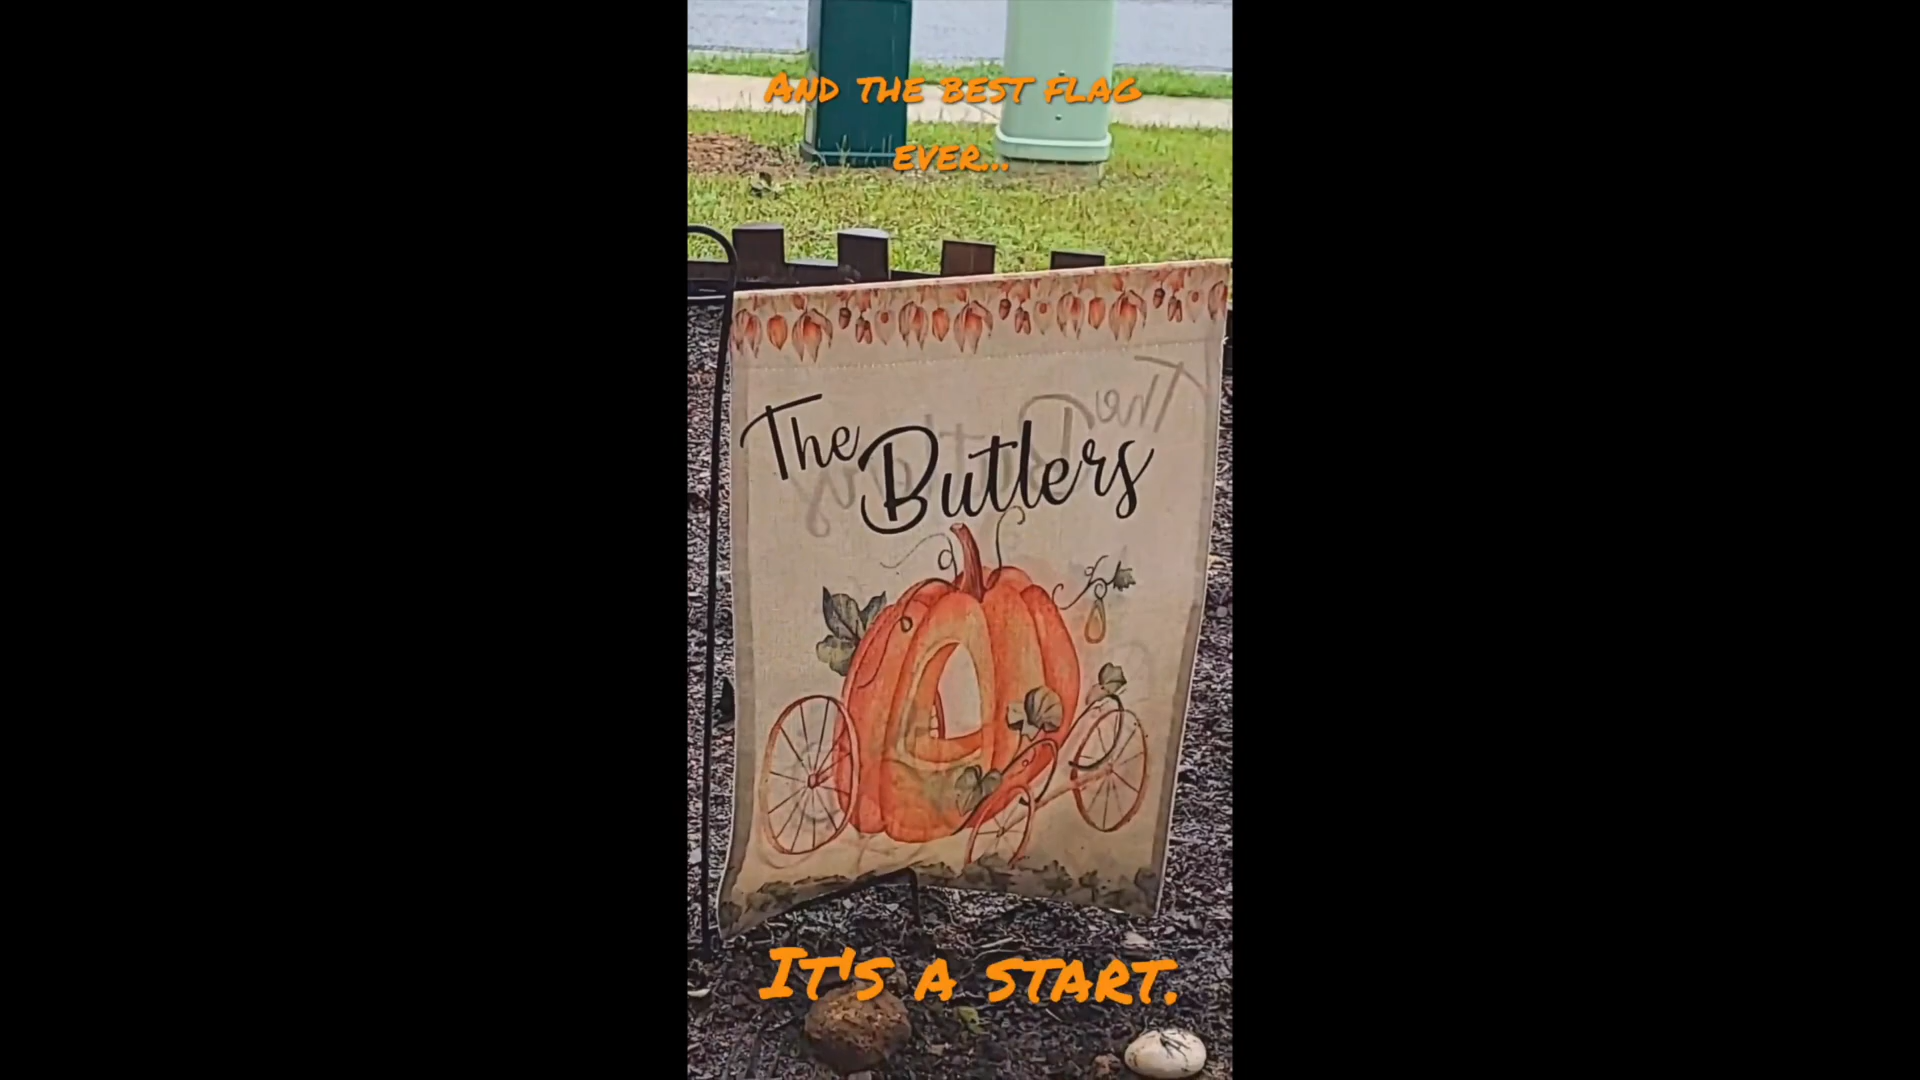 AND THE BEST FLAG
EVER...
The
Butlers
IT'S A START.